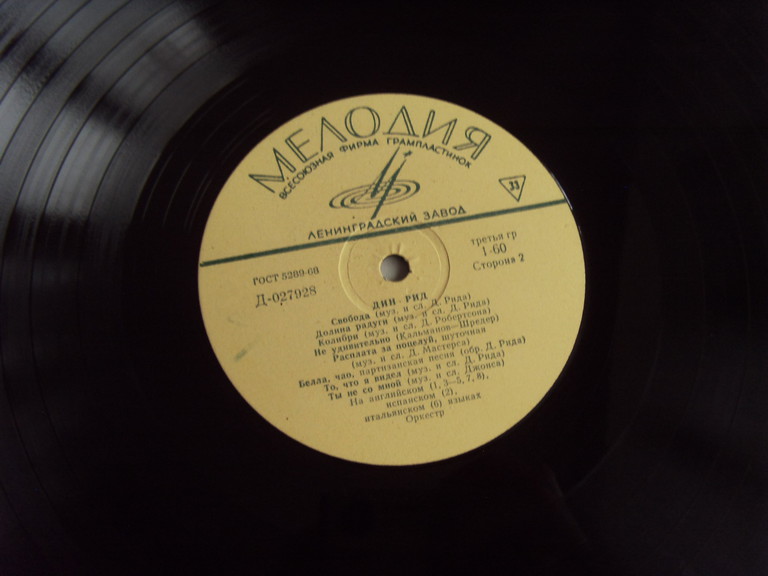 МЕЛОДИЯ
ВСЕСОЮЗНАЯ ФИРМА ГРАМПЛАСТИНОК
33
ЛЕНИНГРАДСКИЙ ЗАВОД
ГОСТ 5289-68
Д-027928
третья гр
1-60
Сторона 2
ДИН РИД
Свобода (муз. и сл. Д. Рида)
Долина радуги (муз. и сл. Д. Рида)
Колибри (муз. и сл. Д. Робертсона)
Не удивительно (Кальманов—Шредер)
Расплата за поцелуй, шуточная
(муз. и сл. Д. Мастерса)
Белла, чао, партизанская песня (обр. Д. Рида)
То, что я видел (муз. и сл. Д. Рида)
Ты не со мной (муз. и сл. Джонса)
На английском (1, 3—5, 7, 8),
испанском (2),
итальянском (6) языках
Оркестр